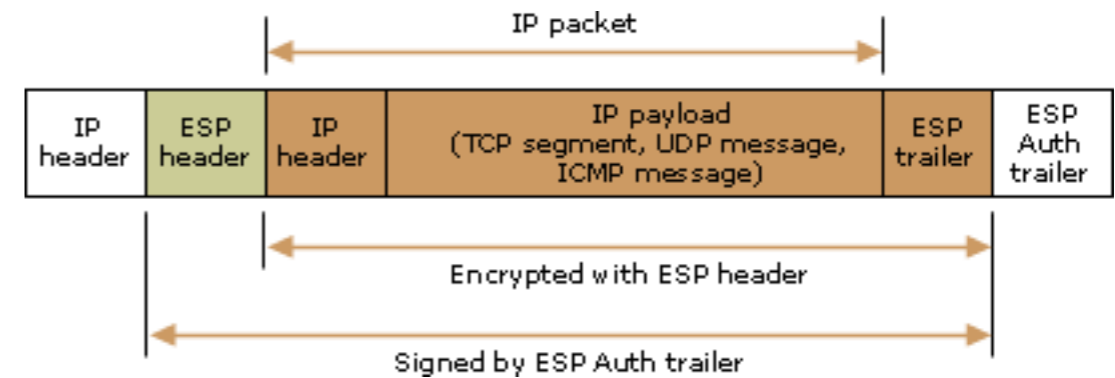 IP packet
IP
header
ESP
header
IP
header
IP payload
(TCP segment, UDP message,
ICMP message)
ESP
trailer
ESP
Auth
trailer
Encrypted with ESP header
Signed by ESP Auth trailer